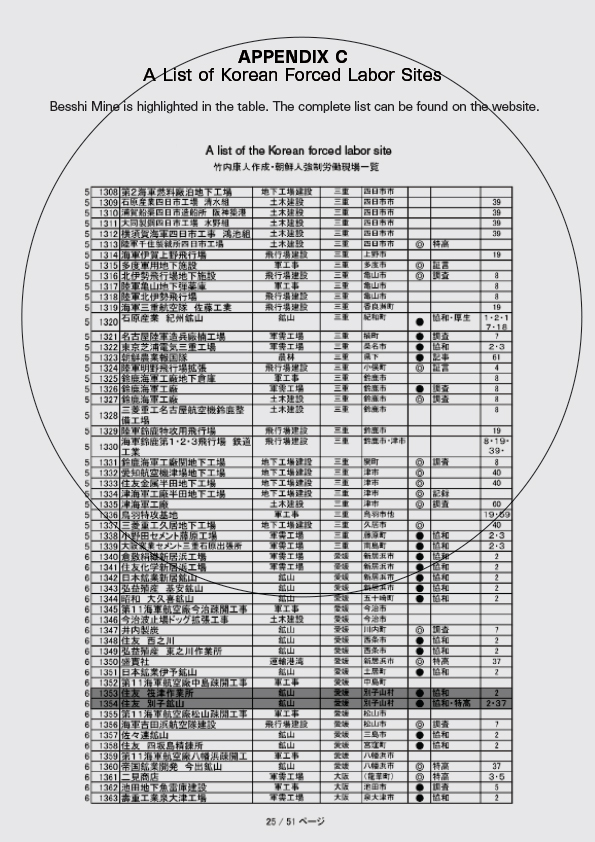 APPENDIX C
A List of Korean Forced Labor Sites
Besshi Mine is highlighted in the table. The complete list can be found on the website.
A list of the Korean forced labor site
竹内康人作成・朝鮮人強制労働現場一覧
5 1308 第2海軍燃料廠泊地下工場 地下工場建設 三重 四日市市
5 1309 石原産業四日市工場 清水組 土木建設 三重 四日市市 39
5 1310 浦賀船渠四日市造船所 阪神築港 土木建設 三重 四日市市 39
5 1311 大同製鋼四日市工場 水野組 土木建設 三重 四日市市 39
5 1312 横須賀海軍四日市工事 鴻池組 土木建設 三重 四日市市 39
5 1313 陸軍千住製絨所四日市工場 土木建設 三重 四日市市 ◎ 特高
5 1314 海軍伊賀上野飛行場 飛行場建設 三重 上野市 19
5 1315 多度軍用地下施設 軍工事 三重 多度市 ◎ 証言
5 1316 北伊勢飛行場地下施設 飛行場建設 三重 亀山市 ◎ 調査 8
5 1317 陸軍亀山地下弾薬庫 軍工事 三重 亀山市 8
5 1318 陸軍北伊勢飛行場 飛行場建設 三重 亀山市 8
5 1319 海軍三重航空隊 佐藤工業 飛行場建設 三重 香良洲町 19
5 1320 石原産業 紀州鉱山 鉱山 三重 紀和町 ● 協和・厚生 1・2・1
7・18
5 1321 名古屋陸軍造兵廠楠工場 軍需工場 三重 楠町 ● 調査 ?
5 1322 東京芝浦電気三重工場 軍需工場 三重 桑名市 ● 協和 2・3
5 1323 朝鮮農業報国隊 農林 三重 県下 ● 記事 61
5 1324 陸軍明野飛行場拡張 飛行場建設 三重 小俣町 ◎ 証言 4
5 1325 鈴鹿海軍工廠地下倉庫 軍工事 三重 鈴鹿市 8
5 1326 鈴鹿海軍工廠 軍需工場 三重 鈴鹿市 ● 調査 8
5 1327 鈴鹿海軍工廠 土木建設 三重 鈴鹿市 ◎ 調査 8
5 1328 三菱重工名古屋航空機鈴鹿整
備工場 土木建設 三重 鈴鹿市 8
5 1329 陸軍鈴鹿特攻用飛行場 飛行場建設 三重 鈴鹿市 19
5 1330 海軍鈴鹿第1・2・3飛行場 鉄道
工業 飛行場建設 三重 鈴鹿市・津市 8・19・
39・
5 1331 鈴鹿海軍工廠関地下工場 地下工場建設 三重 関町 ◎ 調査 8
5 1332 愛知航空機津場地下工場 地下工場建設 三重 津市 ◎ 40
5 1333 住友金属半田地下工場 地下工場建設 三重 津市 ◎ 40
5 1334 津海軍工廠半田地下工場 地下工場建設 三重 津市 ◎ 記録
5 1335 津海軍工廠 土木建設 三重 津市 ◎ 調査 60
5 1336 鳥羽特攻基地 軍工事 三重 鳥羽市他 19・59
5 1337 三菱重工久居地下工場 地下工場建設 三重 久居市 ◎ 40
5 1338 小野田セメント藤原工場 軍需工場 三重 藤原町 ● 協和 2・3
5 1339 大阪窯業セメント三重石原出張所 軍需工場 三重 南島町 ● 協和 2・3
6 1340 倉敷絹織新居浜工場 軍需工場 愛媛 新居浜市 ● 協和 2
6 1341 住友化学新居浜工場 軍需工場 愛媛 新居浜市 ● 協和 2
6 1342 日本鉱業新居鉱山 鉱山 愛媛 新居浜市 ● 協和 2
6 1343 弘益殖産 基安鉱山 鉱山 愛媛 新居浜市 ● 協和 2
6 1344 昭和 大久喜鉱山 鉱山 愛媛 五十崎町 ● 協和 2
6 1345 第11海軍航空廠今治疎開工事 軍工事 愛媛 今治市
6 1346 今治波止場ドッグ拡張工事 土木建設 愛媛 今治市
6 1347 井内製炭 鉱山 愛媛 川内町 ◎ 調査 ?
6 1348 住友 西之川 鉱山 愛媛 西条市 ● 協和 2
6 1349 弘益殖産 東之川作業所 鉱山 愛媛 西条市 ● 協和 2
6 1350 盛貫社 運輸港湾 愛媛 新居浜市 ◎ 特高 37
6 1351 日本鉱業伊予鉱山 鉱山 愛媛 土居町 ● 協和 2
6 1352 第11海軍航空廠中島疎開工事 軍工事 愛媛 中島町
6 1353 住友 筏津作業所 鉱山 愛媛 別子山村 ● 協和 2
6 1354 住友 別子鉱山 鉱山 愛媛 別子山村 ● 協和・特高 2・37
6 1355 第11海軍航空廠松山疎開工事 軍工事 愛媛 松山市
6 1356 海軍吉田浜航空隊建設 飛行場建設 愛媛 松山市 ◎ 調査 ?
6 1357 佐々連鉱山 鉱山 愛媛 三島市 ● 協和 2
6 1358 住友 四坂島精錬所 鉱山 愛媛 宮窪町 ● 協和 2
6 1359 第11海軍航空廠八幡浜疎開工 軍工事 愛媛 八幡浜市
6 1360 帝国鉱業開発 今出鉱山 鉱山 愛媛 八幡浜市 ◎ 特高 37
6 1361 二見商店 軍需工場 大阪 （龍華町） ◎ 特高 3・5
6 1362 池田地下魚雷庫建設 軍工事 大阪 池田市 ● 調査 5
6 1363 壽重工業泉大津工場 軍需工場 大阪 泉大津市 ● 協和 2
25 / 51 ページ